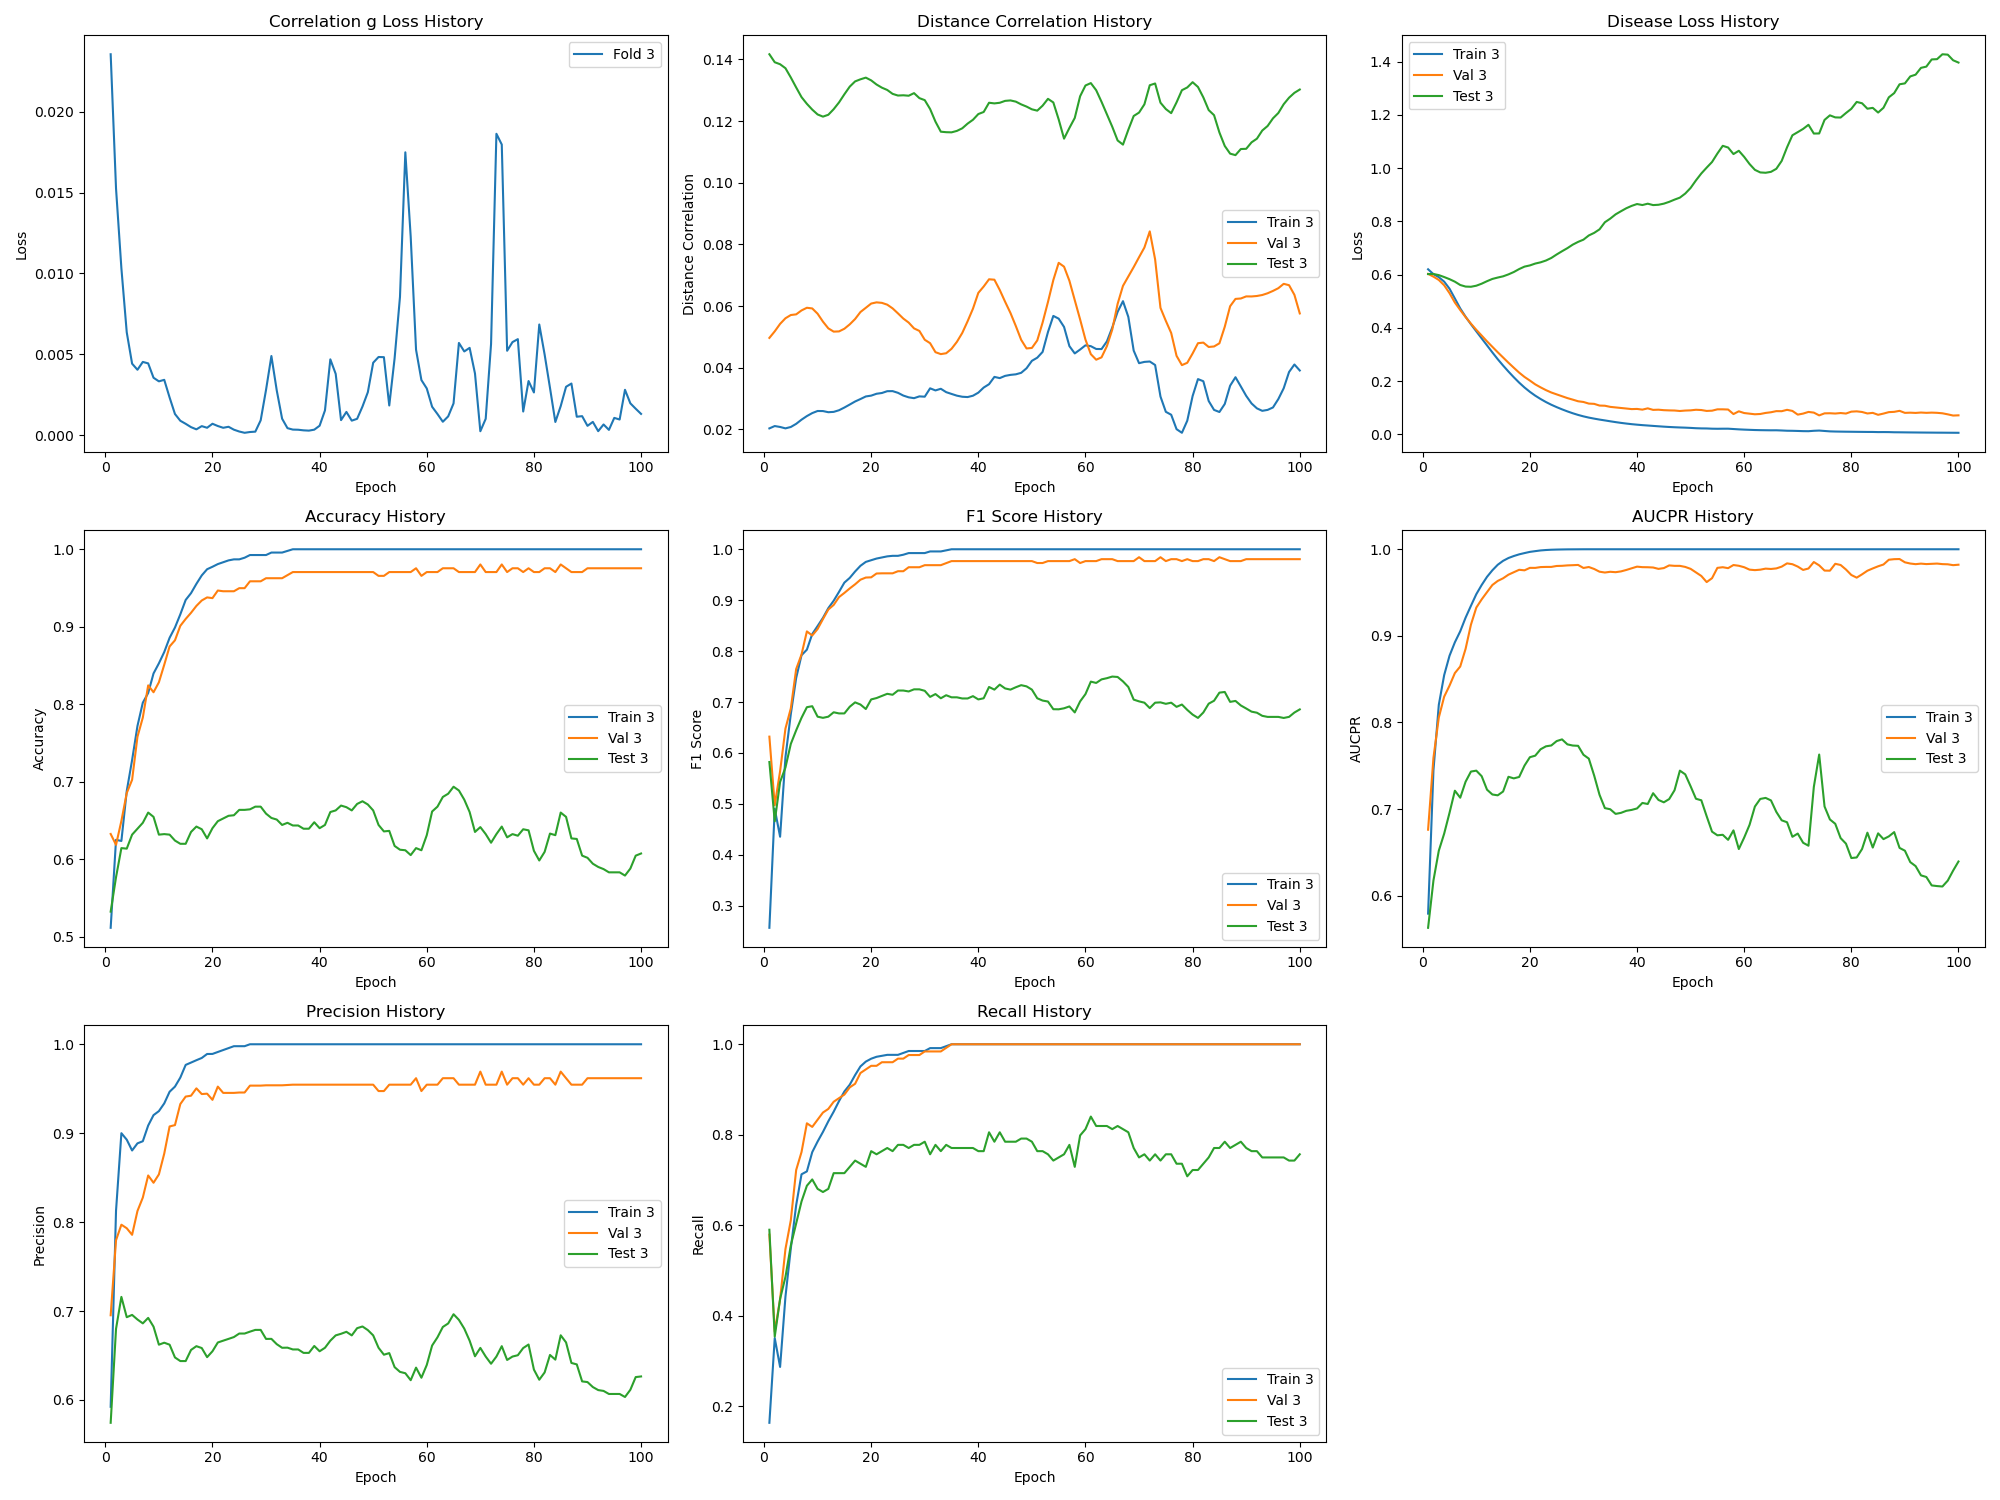 Correlation g Loss History
Loss
0.020
0.015
0.010
0.005
0.000
Fold 3
0 20 40 60 80 100
Epoch
Distance Correlation History
Distance Correlation
0.14
0.12
0.10
0.08
0.06
0.04
0.02
Train 3
Val 3
Test 3
0 20 40 60 80 100
Epoch
Disease Loss History
Loss
1.4
1.2
1.0
0.8
0.6
0.4
0.2
0.0
Train 3
Val 3
Test 3
0 20 40 60 80 100
Epoch
Accuracy History
Accuracy
1.0
0.9
0.8
0.7
0.6
0.5
Train 3
Val 3
Test 3
0 20 40 60 80 100
Epoch
F1 Score History
F1 Score
1.0
0.9
0.8
0.7
0.6
0.5
0.4
0.3
Train 3
Val 3
Test 3
0 20 40 60 80 100
Epoch
AUCPR History
AUCPR
1.0
0.9
0.8
0.7
0.6
Train 3
Val 3
Test 3
0 20 40 60 80 100
Epoch
Precision History
Precision
1.0
0.9
0.8
0.7
0.6
Train 3
Val 3
Test 3
0 20 40 60 80 100
Epoch
Recall History
Recall
1.0
0.8
0.6
0.4
0.2
Train 3
Val 3
Test 3
0 20 40 60 80 100
Epoch